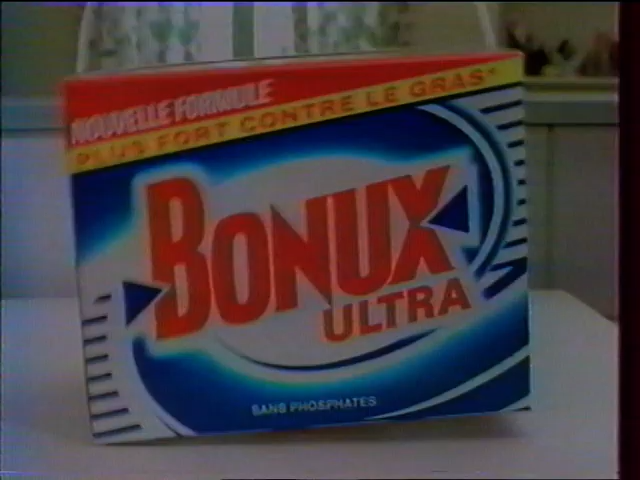 NOUVELLE FORMULE
PLUS FORT CONTRE LE GRAS*
BONUX
ULTRA
SANS PHOSPHATES